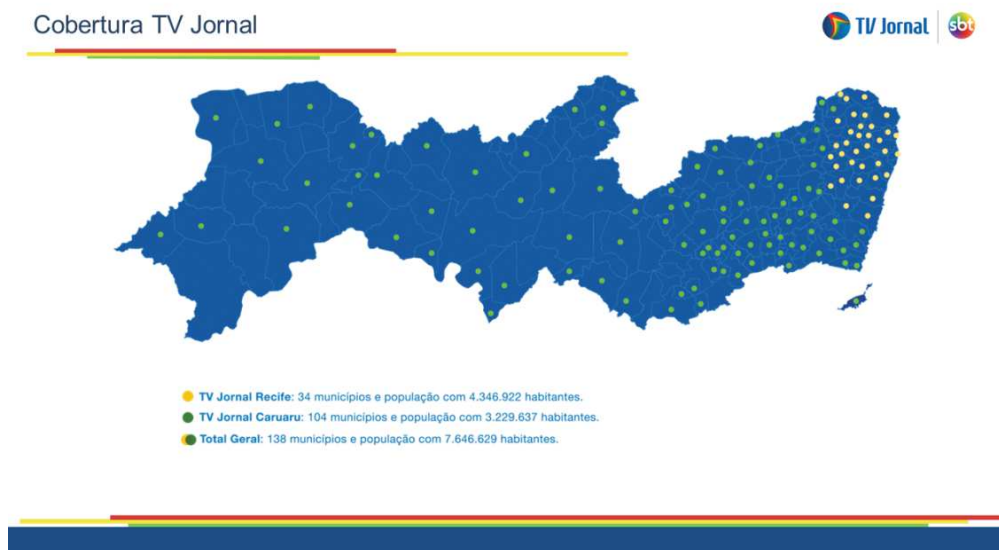 Cobertura TV Jornal
TV Jornal
sbt
TV Jornal Recife: 34 municípios e população com 4.346.922 habitantes.
TV Jornal Caruaru: 104 municípios e população com 3.229.637 habitantes.
Total Geral: 138 municípios e população com 7.646.629 habitantes.